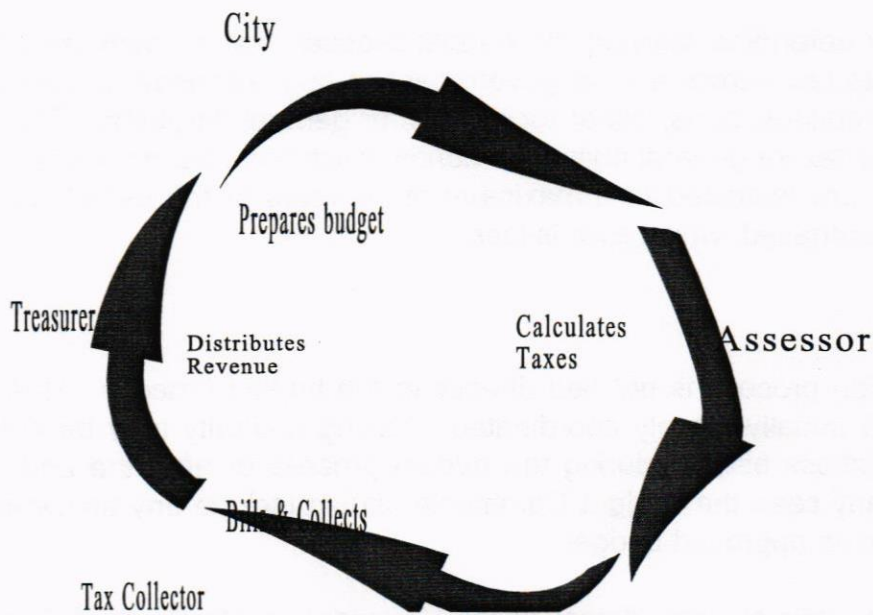 City
Prepares budget
Treasurer
Distributes
Revenue
Calculates
Taxes
Assessor
Bills & Collects
Tax Collector